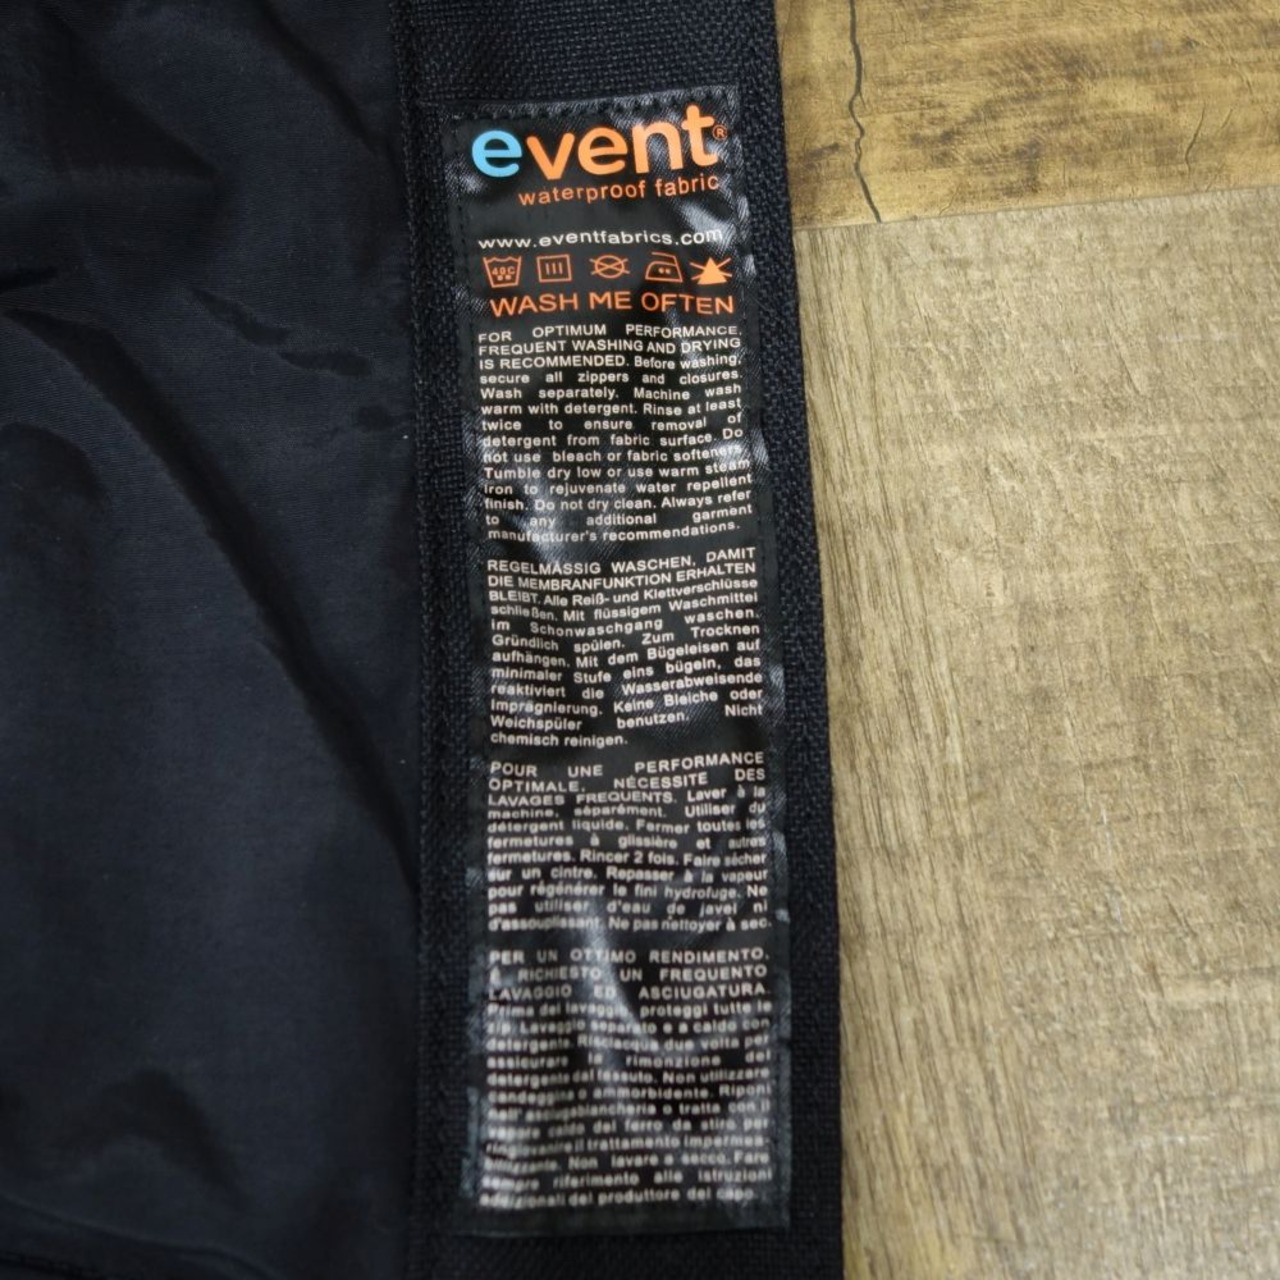 event®
waterproof fabric
www.eventfabrics.com
40C
WASH ME OFTEN
FOR OPTIMUM PERFORMANCE,
FREQUENT WASHING AND DRYING
IS RECOMMENDED. Before washing,
secure all zippers and closures.
Wash separately. Machine wash
warm with detergent. Rinse at least
twice to ensure removal of
detergent from fabric surface. Do
not use bleach or fabric softeners.
Tumble dry low or use warm steam
iron to rejuvenate water repellent
finish. Do not dry clean. Always refer
to any additional garment
manufacturer's recommendations.
REGELMÄSSIG WASCHEN, DAMIT
DIE MEMBRANFUNKTION ERHALTEN
BLEIBT. Alle Reiß- und Klettverschlüsse
schließen. Mit flüssigem Waschmittel
im Schonwaschgang waschen.
Gründlich spülen. Zum Trocknen
aufhängen. Mit dem Bügeleisen auf
minimaler Stufe eins bügeln, das
reaktiviert die Wasserabweisende
Imprägnierung. Keine Bleiche oder
Weichspüler benutzen. Nicht
chemisch reinigen.
POUR UNE PERFORMANCE
OPTIMALE, NÉCESSITE DES
LAVAGES FREQUENTS. Laver à la
machine, séparément. Utiliser du
détergent liquide. Fermer toutes les
fermetures à glissière et autres
fermetures. Rincer 2 fois. Faire sécher
sur un cintre. Repasser à la vapeur
pour régénérer le fini hydrofuge. Ne
pas utiliser d'eau de javel ni
d'assouplissant. Ne pas nettoyer à sec.
PER UN OTTIMO RENDIMENTO,
É RICHIESTO UN FREQUENTO
LAVAGGIO ED ASCIUGATURA.
Prima del lavaggio proteggi tutte le
zip. Lavaggio separato e a caldo con
detergente Risciacquo due volte per
assicurare la rimozione del
detergente dal tessuto. Non utilizzare
o ammorbidente. Riponi
o tratta con il
vapore caldo del ferro da stiro per
il trattamento
Non lavare a secco. Fare
sempre riferimento alle istruzioni
addizionali del produttore del capo.